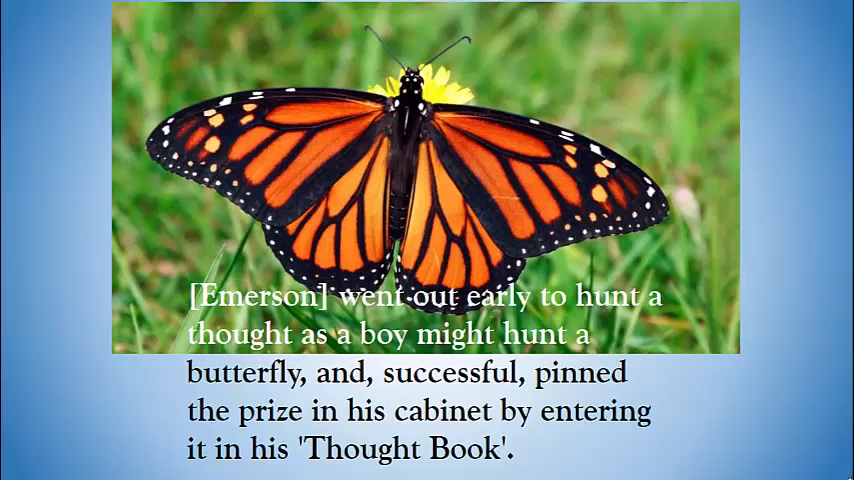 [Emerson] went out early to hunt a
thought as a boy might hunt a
butterfly, and, successful, pinned
the prize in his cabinet by entering
it in his 'Thought Book'.